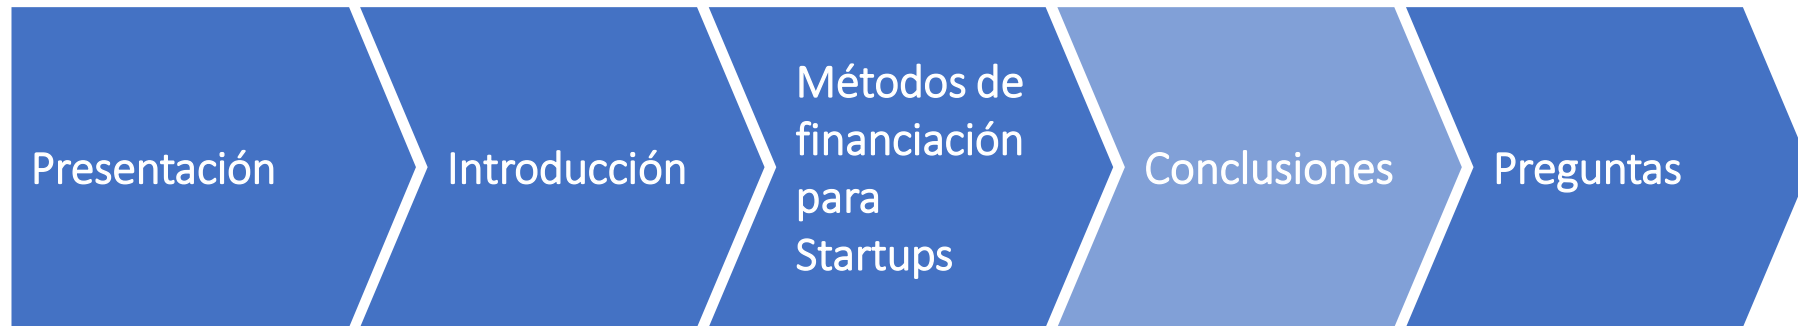 Presentación
Introducción
Métodos de
financiación
para
Startups
Conclusiones
Preguntas